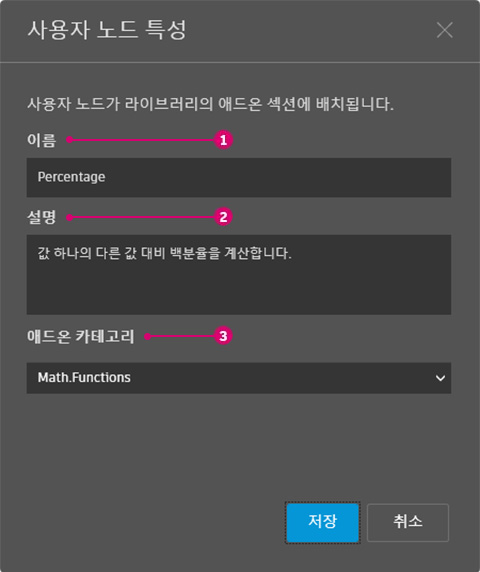 사용자 노드 특성
사용자 노드가 라이브러리의 애드온 섹션에 배치됩니다.
이름 1
Percentage
설명 2
값 하나의 다른 값 대비 백분율을 계산합니다.
애드온 카테고리 3
Math.Functions
저장 취소